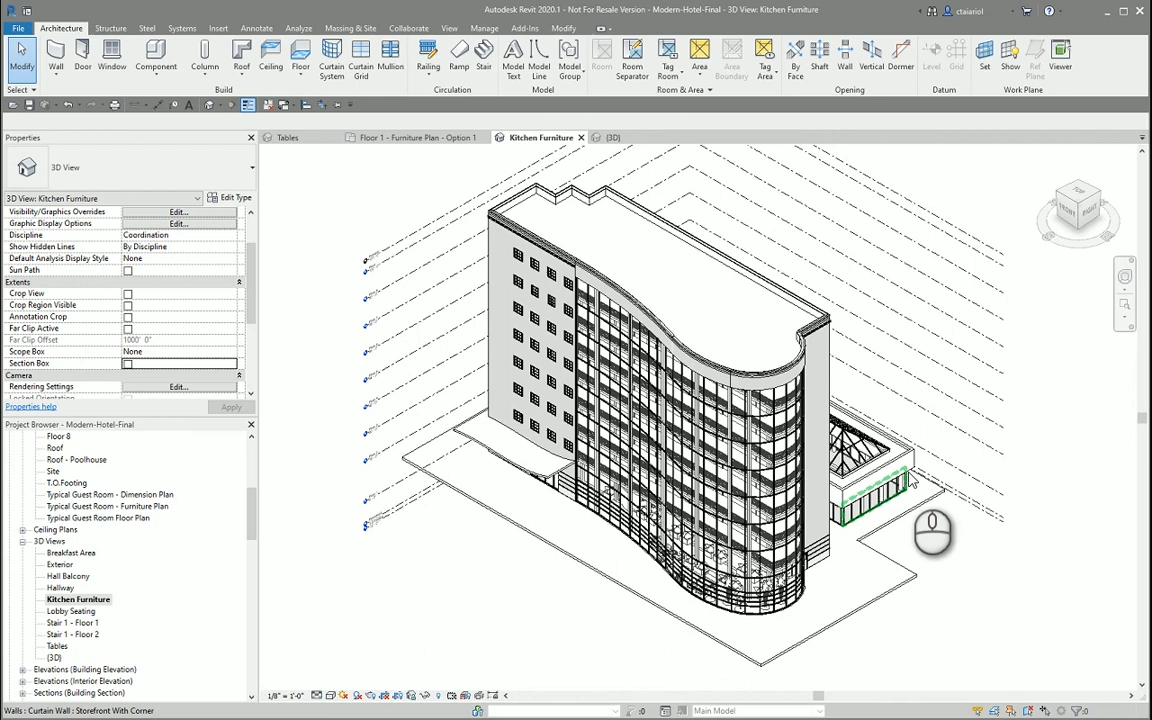 Autodesk Revit 2020.1 - Not For Resale Version - Modern-Hotel-Final - 3D View: Kitchen Furniture
ctaiariol
File Architecture Structure Steel Systems Insert Annotate Analyze Massing & Site Collaborate View Manage Add-Ins Modify
Modify Wall Door Window Component Column Roof Ceiling Floor Curtain System Curtain Grid Mullion Railing Ramp Stair Model Text Model Line Model Group Room Room Separator Tag Room Area Area Boundary Tag Area By Face Shaft Wall Vertical Dormer Level Grid Set Show Ref Plane Viewer
Select Build Circulation Model Room & Area Opening Datum Work Plane
Properties
Tables
Floor 1 - Furniture Plan - Option 1
Kitchen Furniture
{3D}
3D View
3D View: Kitchen Furniture
Edit Type
Visibility/Graphics Overrides Edit...
Graphic Display Options Edit...
Discipline Coordination
Show Hidden Lines By Discipline
Default Analysis Display Style None
Sun Path
Extents
Crop View
Crop Region Visible
Annotation Crop
Far Clip Active
Far Clip Offset 1000' 0"
Scope Box None
Section Box
Camera
Rendering Settings Edit...
Properties help
Apply
Project Browser - Modern-Hotel-Final
Floor 8
Roof
Roof - Poolhouse
Site
T.O.Footing
Typical Guest Room - Dimension Plan
Typical Guest Room - Furniture Plan
Typical Guest Room Floor Plan
Ceiling Plans
3D Views
Breakfast Area
Exterior
Hall Balcony
Hallway
Kitchen Furniture
Lobby Seating
Stair 1 - Floor 1
Stair 1 - Floor 2
Tables
{3D}
Elevations (Building Elevation)
Elevations (Interior Elevation)
Sections (Building Section)
TOP
FRONT
RIGHT
1/8" = 1'-0"
Walls : Curtain Wall : Storefront With Corner
:0
Main Model
:0